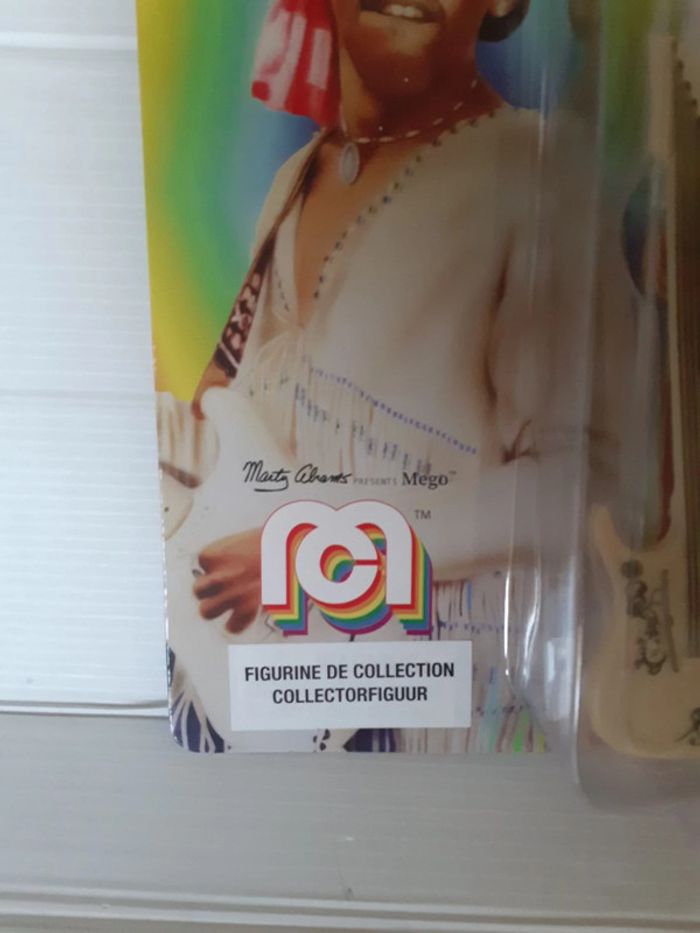 Marty Abrams PRESENTS Mego™
TM
FIGURINE DE COLLECTION
COLLECTORFIGUUR